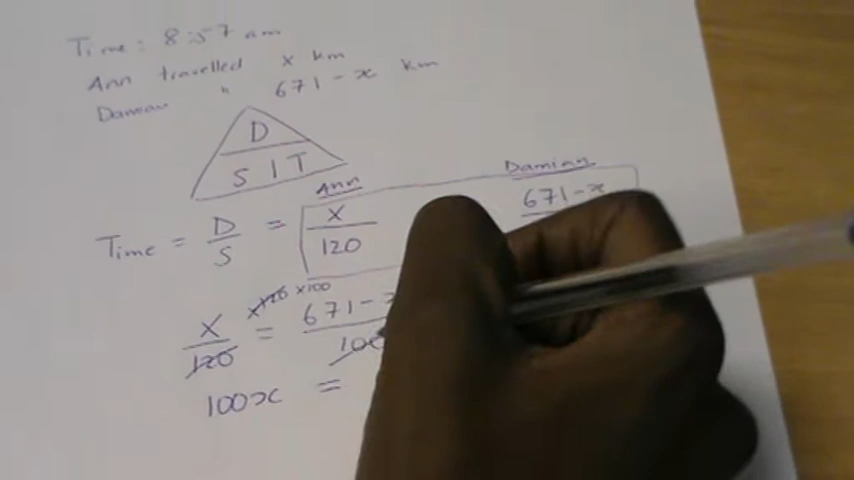 Time: 8:57 am
Ann travelled x km
Damian " 671 - x km
D
S | T
Ann
Damian
Time = D/S = x/120 671-x
x120 x100
x/120 = 671-
100x =